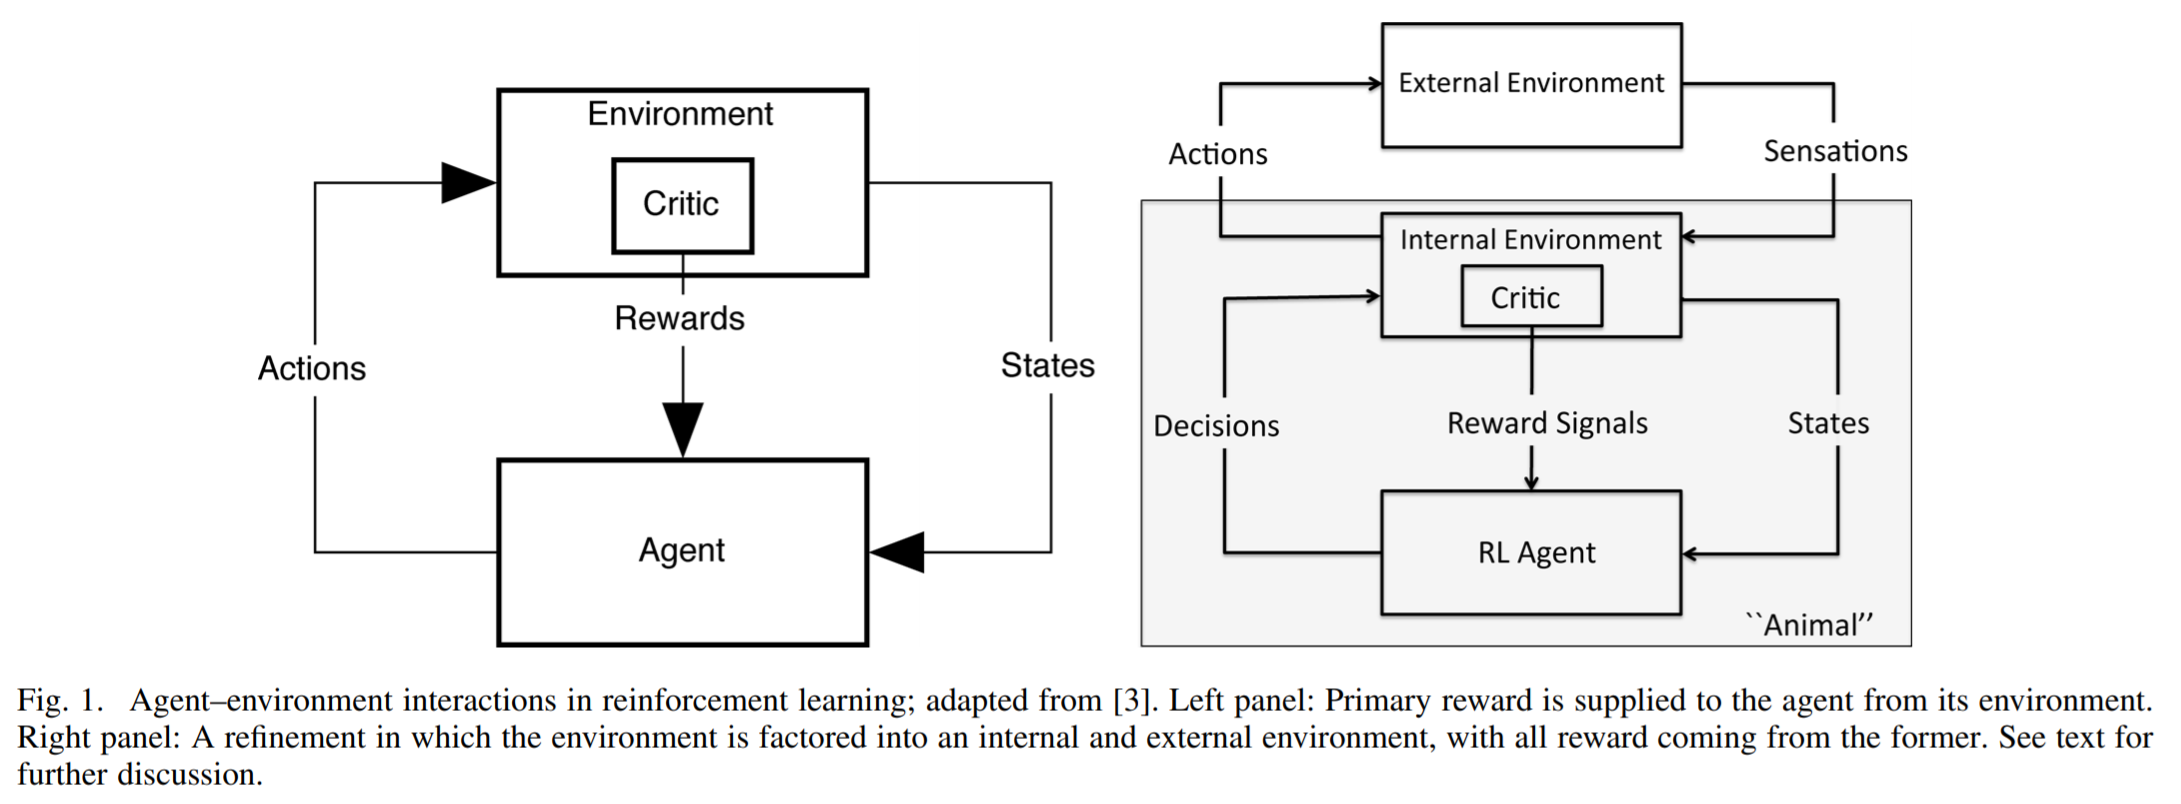 Environment
Critic
Rewards
Actions
States
Agent
External Environment
Actions
Sensations
Internal Environment
Critic
Decisions
Reward Signals
States
RL Agent
``Animal’’
Fig. 1. Agent–environment interactions in reinforcement learning; adapted from [3]. Left panel: Primary reward is supplied to the agent from its environment.
Right panel: A refinement in which the environment is factored into an internal and external environment, with all reward coming from the former. See text for
further discussion.